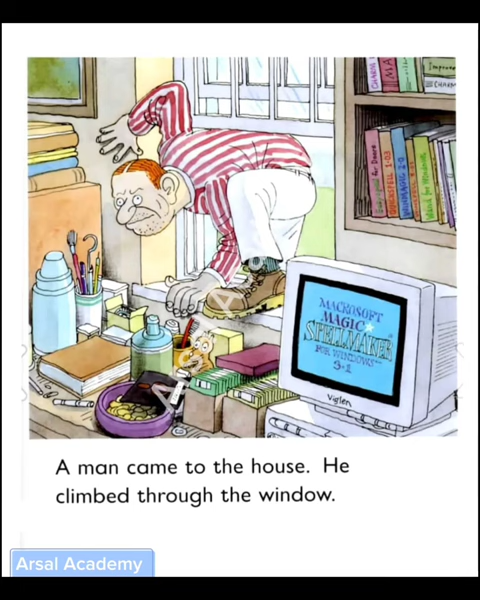 CHARM
MACROSOFT
MAGIC
SPELLMAKER
FOR WINDOWS
3·1
Viglen
A man came to the house. He
climbed through the window.
Arsal Academy